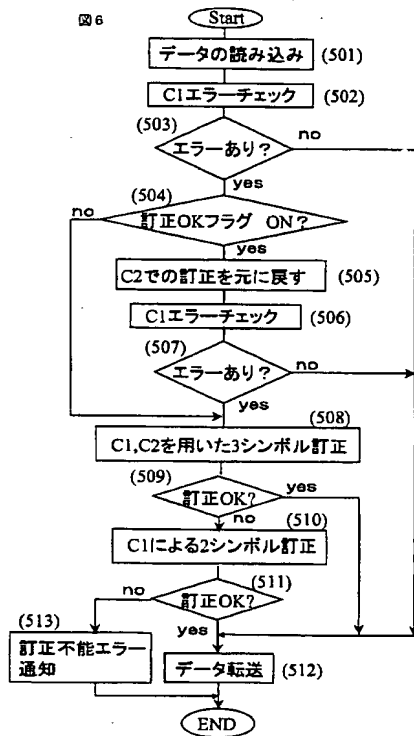 図6
Start
データの読み込み (501)
C1エラーチェック (502)
(503)
エラーあり? no
yes
(504)
no 訂正OKフラグ ON?
yes
C2での訂正を元に戻す (505)
C1エラーチェック (506)
(507)
エラーあり? no
yes
(508)
C1,C2を用いた3シンボル訂正
(509)
訂正OK? yes
no (510)
C1による2シンボル訂正
no (511)
訂正OK?
(513) yes
訂正不能エラー
通知
データ転送 (512)
END